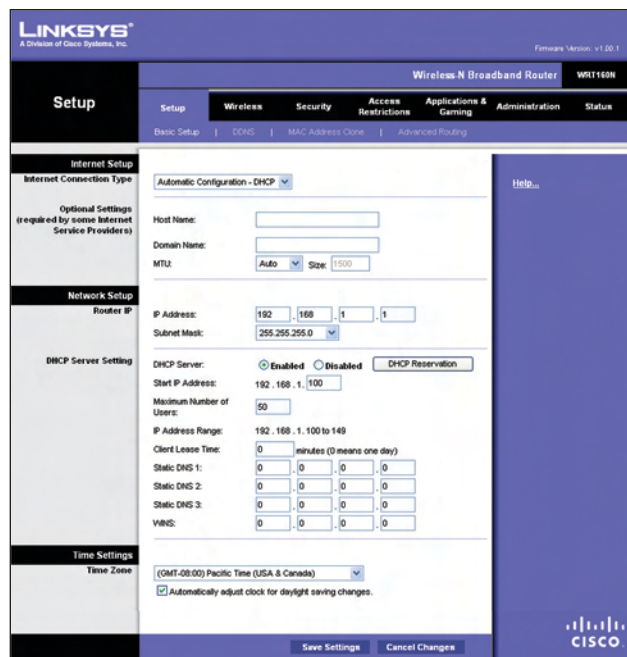 LINKSYS®
A Division of Cisco Systems, Inc.
Firmware Version: v1.00.1
Wireless-N Broadband Router WRT160N
Setup
Setup Wireless Security Access Restrictions Applications & Gaming Administration Status
Basic Setup | DDNS | MAC Address Clone | Advanced Routing
Internet Setup
Internet Connection Type
Automatic Configuration - DHCP
Help...
Optional Settings
(required by some Internet
Service Providers)
Host Name:
Domain Name:
MTU: Auto Size: 1500
Network Setup
Router IP
IP Address: 192 . 168 . 1 . 1
Subnet Mask: 255.255.255.0
DHCP Server Setting
DHCP Server: Enabled Disabled DHCP Reservation
Start IP Address: 192 . 168 . 1. 100
Maximum Number of
Users: 50
IP Address Range: 192 . 168 . 1 . 100 to 149
Client Lease Time: 0 minutes (0 means one day)
Static DNS 1: 0 . 0 . 0 . 0
Static DNS 2: 0 . 0 . 0 . 0
Static DNS 3: 0 . 0 . 0 . 0
WINS: 0 . 0 . 0 . 0
Time Settings
Time Zone
(GMT-08:00) Pacific Time (USA & Canada)
Automatically adjust clock for daylight saving changes.
Save Settings Cancel Changes
CISCO.